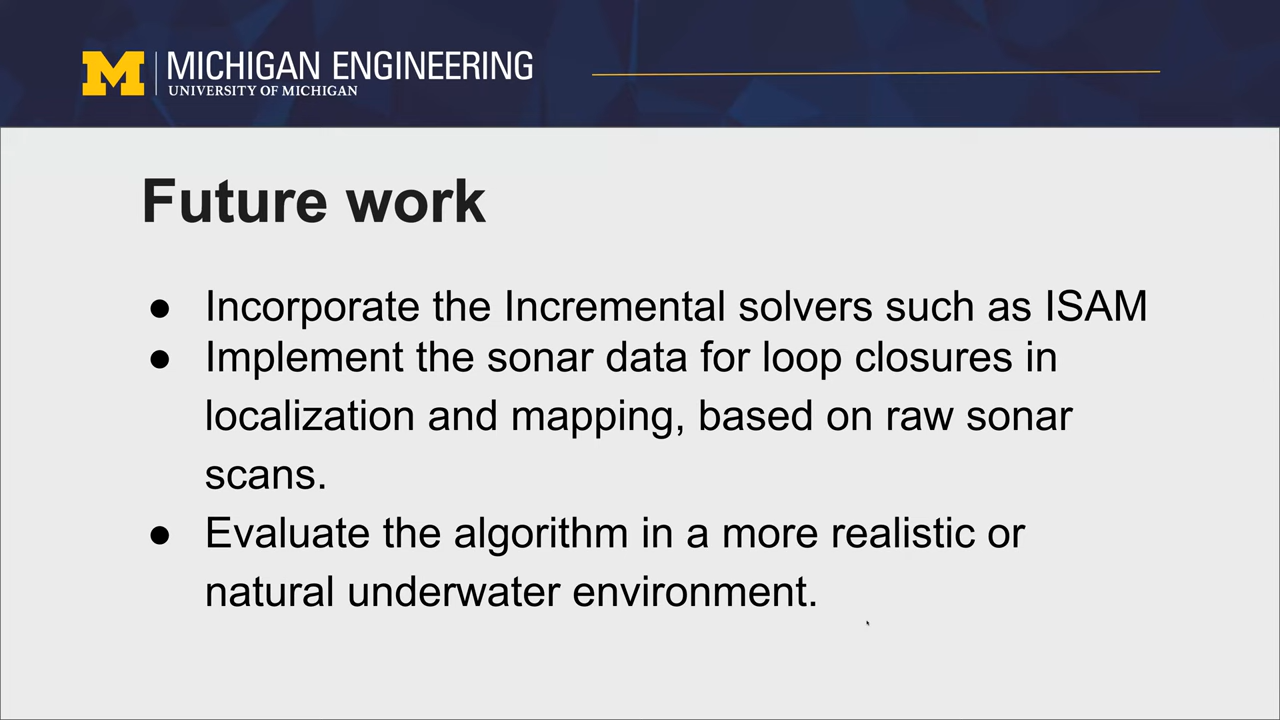 M
MICHIGAN ENGINEERING
UNIVERSITY OF MICHIGAN
Future work
● Incorporate the Incremental solvers such as ISAM
● Implement the sonar data for loop closures in
localization and mapping, based on raw sonar
scans.
● Evaluate the algorithm in a more realistic or
natural underwater environment.